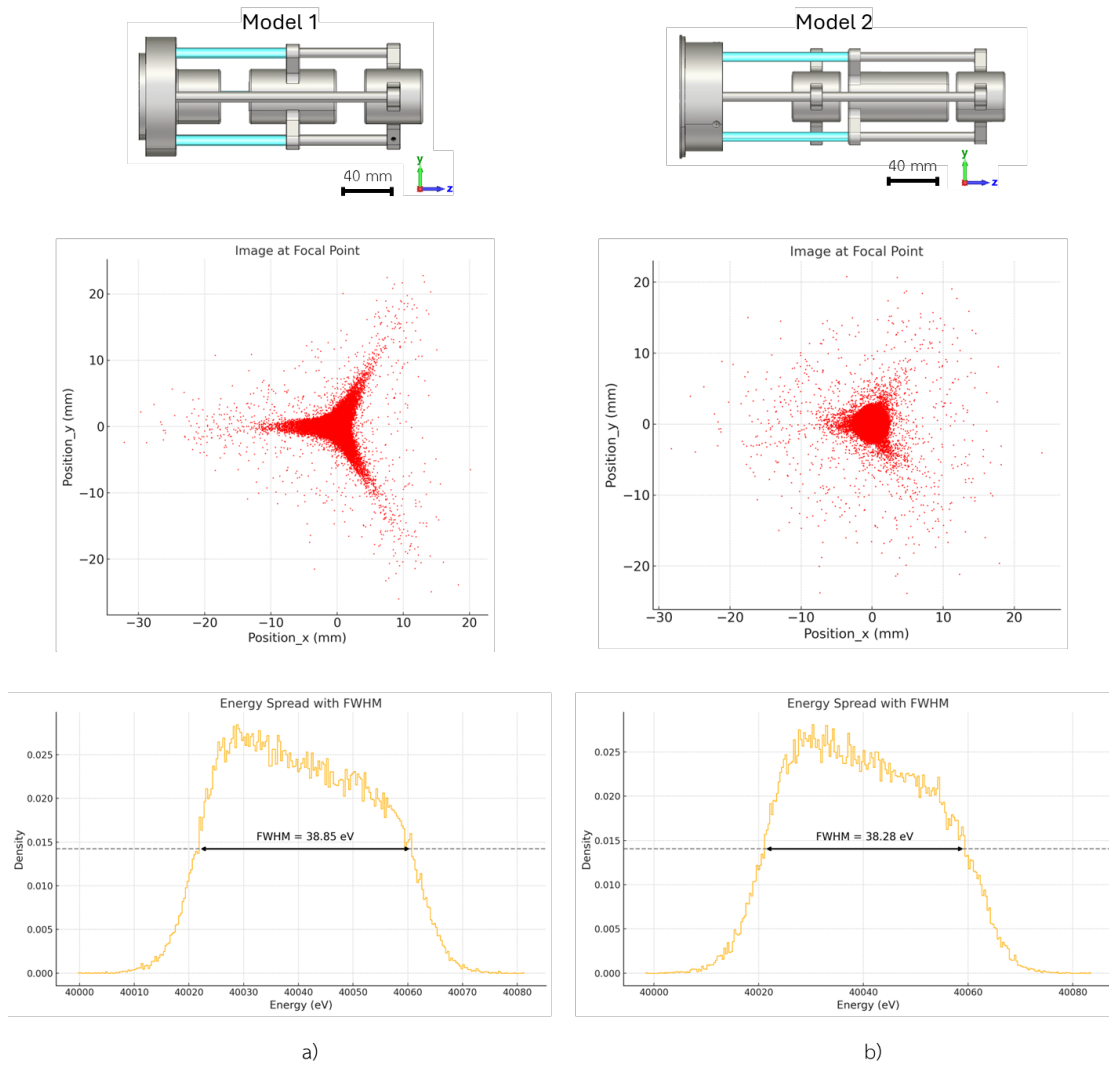 Model 1
Model 2
y
z
40 mm
y
z
40 mm
Image at Focal Point
20
10
0
−10
−20
Position_y (mm)
−30
−20
−10
0
10
20
Position_x (mm)
Image at Focal Point
20
10
0
−10
−20
Position_y (mm)
−30
−20
−10
0
10
20
Position_x (mm)
Energy Spread with FWHM
0.025
0.020
0.015
0.010
0.005
0.000
Density
FWHM = 38.85 eV
40000
40010
40020
40030
40040
40050
40060
40070
40080
Energy (eV)
Energy Spread with FWHM
0.025
0.020
0.015
0.010
0.005
0.000
Density
FWHM = 38.28 eV
40000
40020
40040
40060
40080
Energy (eV)
a)
b)